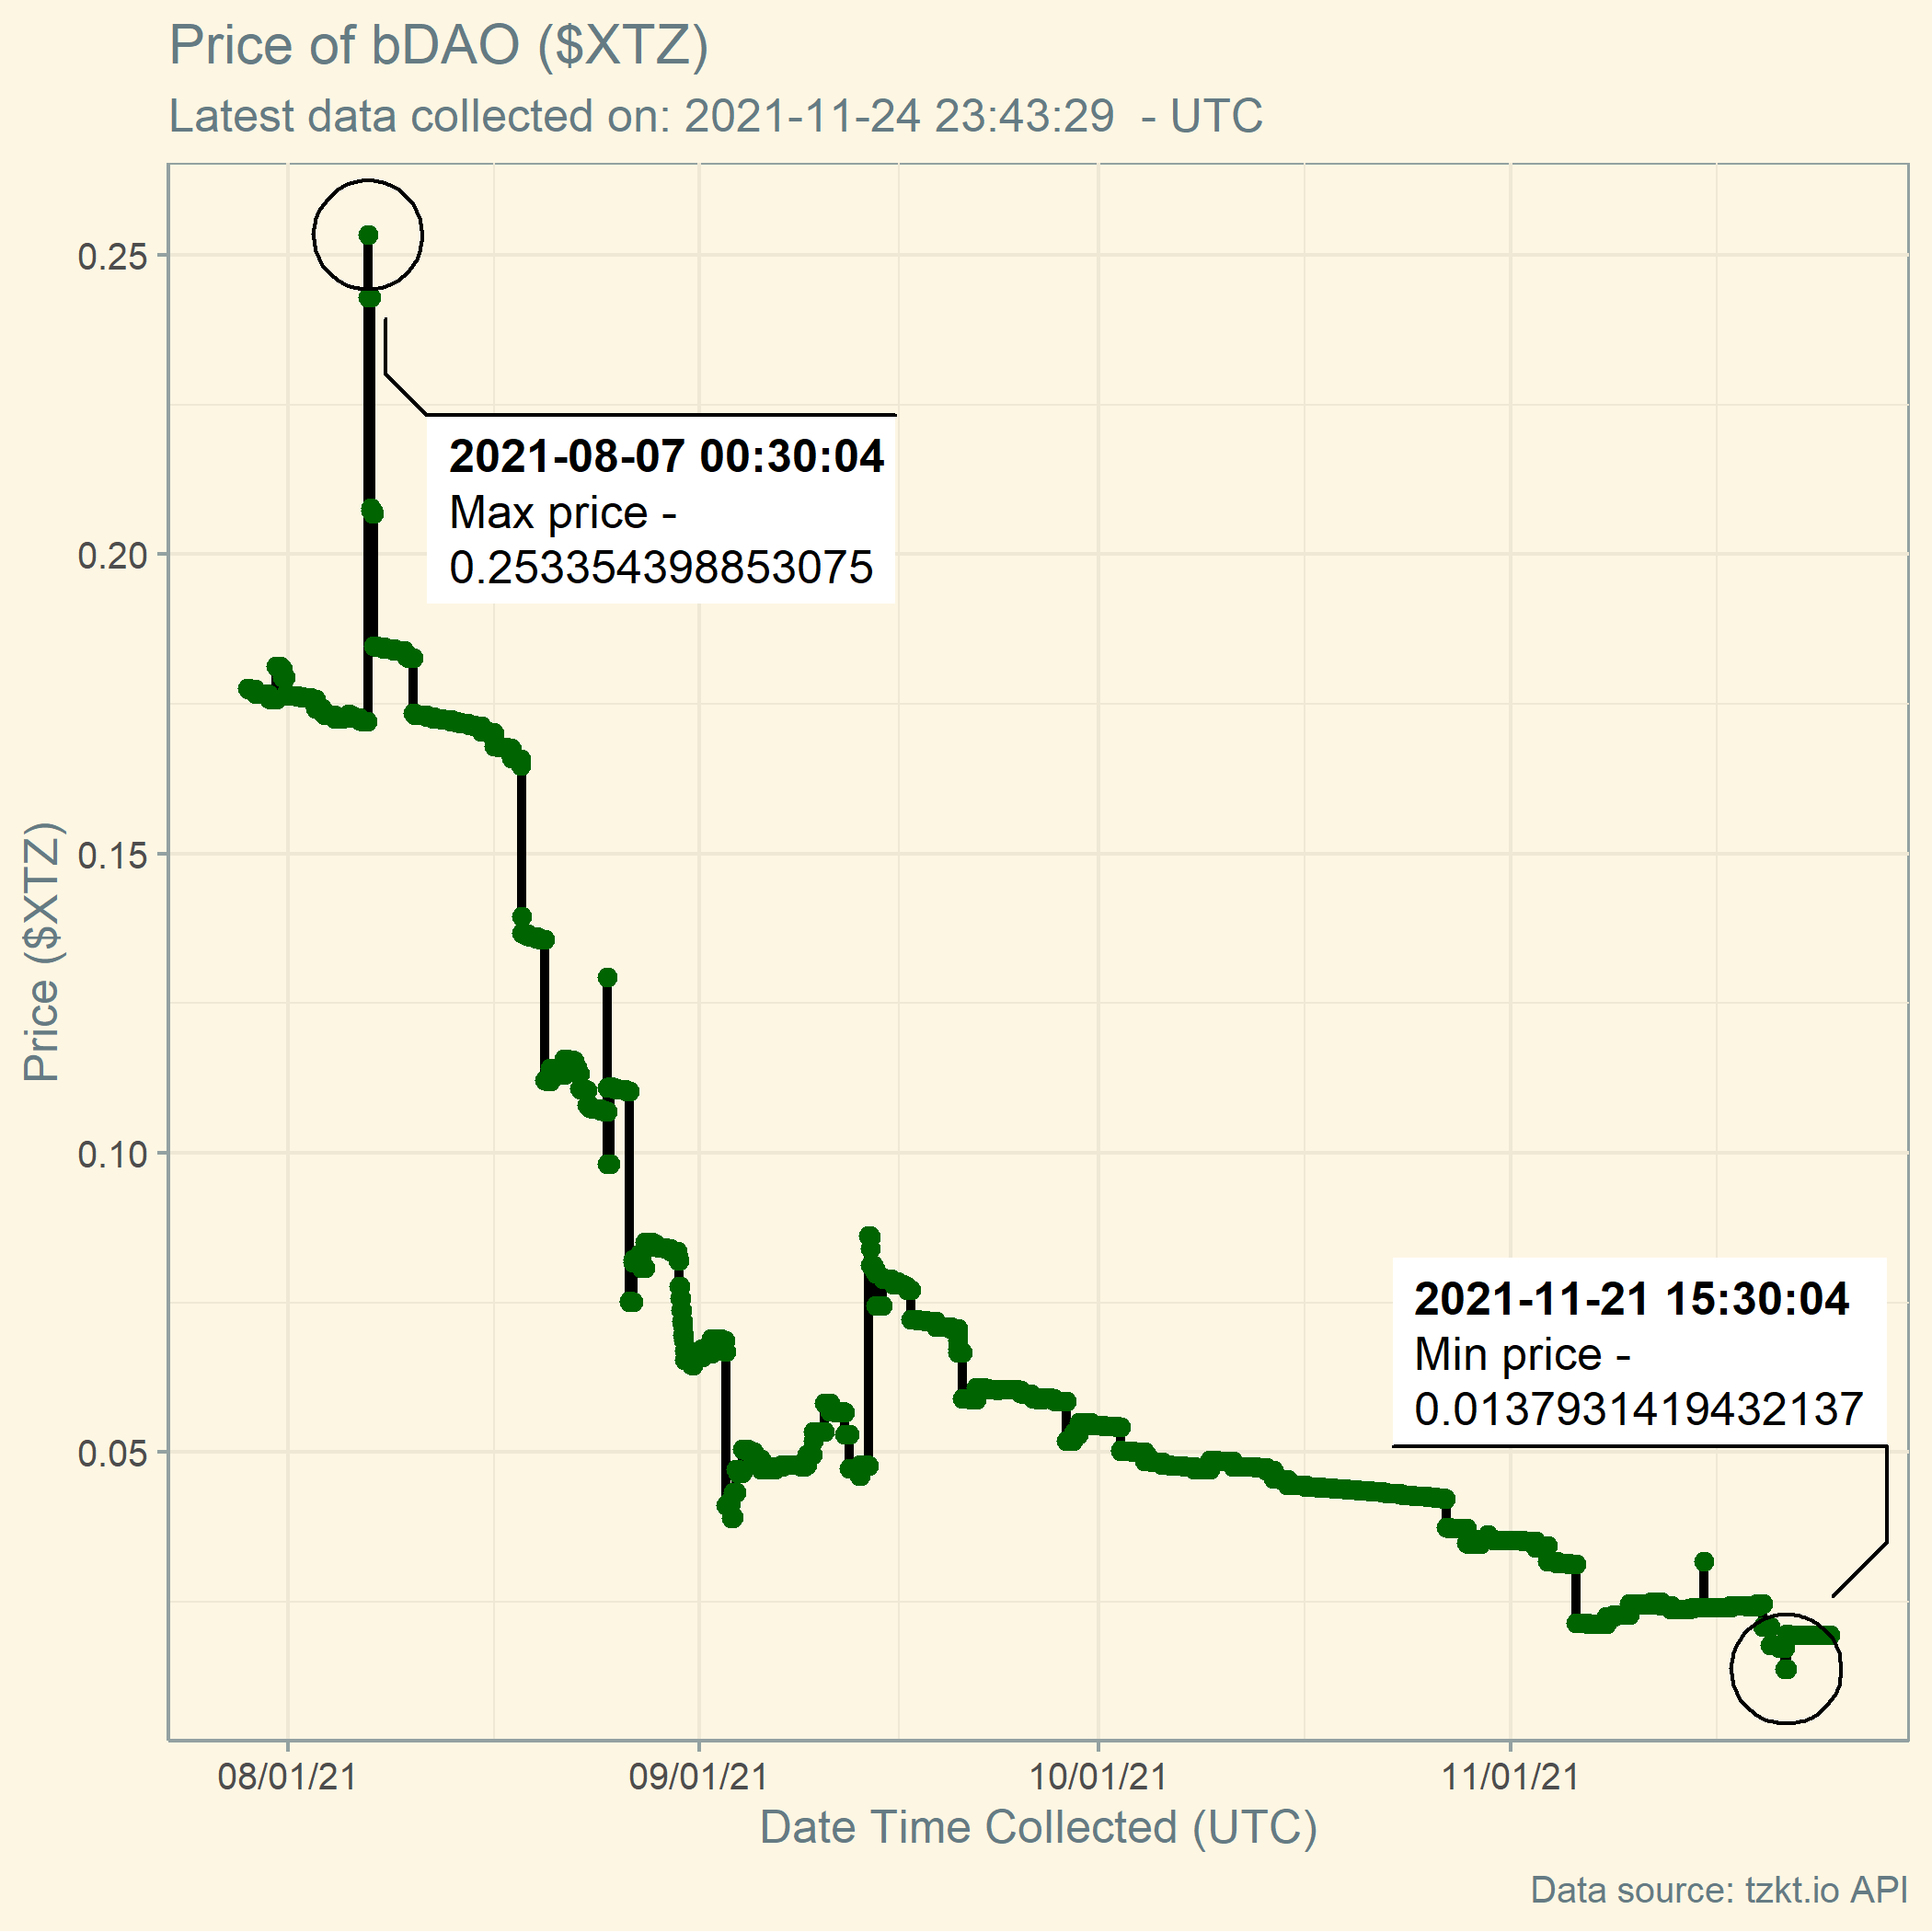 Price of bDAO ($XTZ)
Latest data collected on: 2021-11-24 23:43:29  - UTC
0.25
0.20
0.15
0.10
0.05
Price ($XTZ)
2021-08-07 00:30:04
Max price -
0.253354398853075
2021-11-21 15:30:04
Min price -
0.0137931419432137
08/01/21
09/01/21
10/01/21
11/01/21
Date Time Collected (UTC)
Data source: tzkt.io API